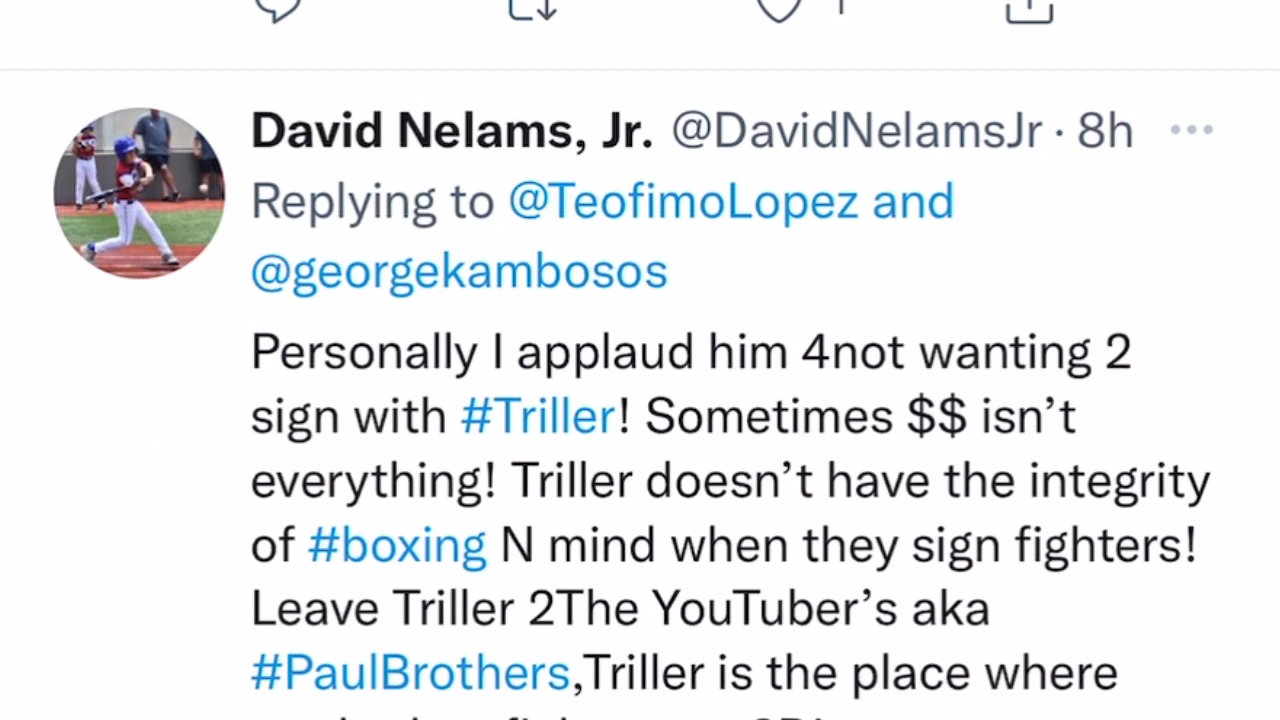 David Nelams, Jr. @DavidNelamsJr · 8h
Replying to @TeofimoLopez and
@georgekambosos
Personally I applaud him 4not wanting 2
sign with #Triller! Sometimes $$ isn’t
everything! Triller doesn’t have the integrity
of #boxing N mind when they sign fighters!
Leave Triller 2The YouTuber’s aka
#PaulBrothers,Triller is the place where